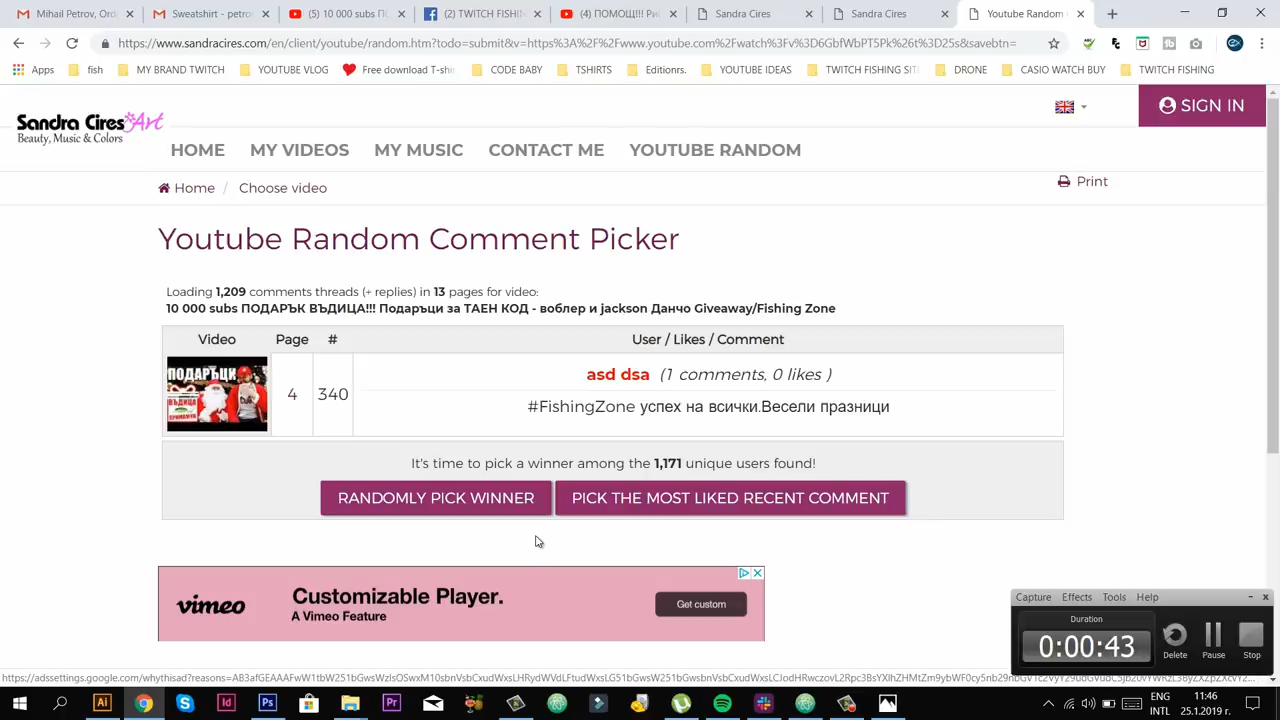 Mail Petrov, Ord
Sweatshirt - petrov
(5) 10 000 subs П
(2) TWITCH FISHIN
(4) ПОМОЩ!!! Ри
Sandra Cires
Sandra Cires
Youtube Random
https://www.sandracires.com/en/client/youtube/random.html?mado=submit&v=https%3A%2F%2Fwww.youtube.com%2Fwatch%3Fv%3D6GbfWbPT5Pk%26t%3D25s&savebtn=
Apps
fish
MY BRAND TWITCH
YOUTUBE VLOG
Free download T-shi
CODE BABY
TSHIRTS
Editionrs.
YOUTUBE IDEAS
TWITCH FISHING SITE
DRONE
CASIO WATCH BUY
TWITCH FISHING
Sandra Cires Art
Beauty, Music & Colors
SIGN IN
HOME
MY VIDEOS
MY MUSIC
CONTACT ME
YOUTUBE RANDOM
Home / Choose video
Print
Youtube Random Comment Picker
Loading 1,209 comments threads (+ replies) in 13 pages for video:
10 000 subs ПОДАРЪК ВЪДИЦА!!! Подаръци за ТАЕН КОД - воблер и jackson Данчо Giveaway/Fishing Zone
Video
Page
#
User / Likes / Comment
ПОДАРЪЦИ
ВЪДИЦА
4
340
asd dsa (1 comments, 0 likes )
#FishingZone успех на всички.Весели празници
It's time to pick a winner among the 1,171 unique users found!
RANDOMLY PICK WINNER
PICK THE MOST LIKED RECENT COMMENT
vimeo
Customizable Player.
A Vimeo Feature
Get custom
Capture
Effects
Tools
Help
Duration
0:00:43
Delete
Pause
Stop
ENG
INTL
11:46
25.1.2019 г.